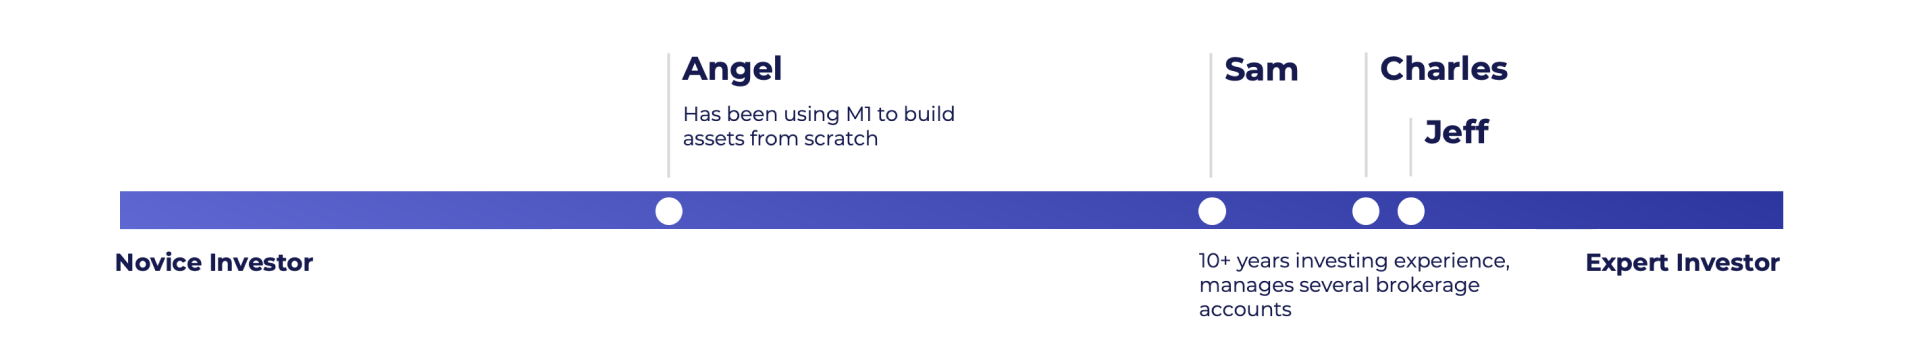 Angel
Has been using M1 to build
assets from scratch
Sam
Charles
Jeff
Novice Investor
10+ years investing experience,
manages several brokerage
accounts
Expert Investor